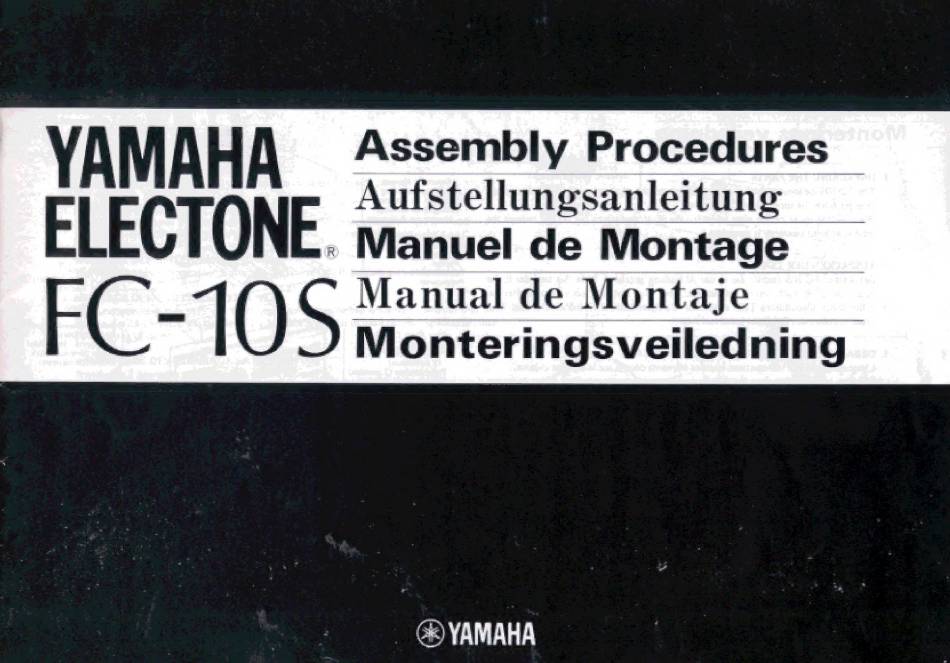 YAMAHA
ELECTONE®
FC-10S
Assembly Procedures
Aufstellungsanleitung
Manuel de Montage
Manual de Montaje
Monteringsveiledning
YAMAHA